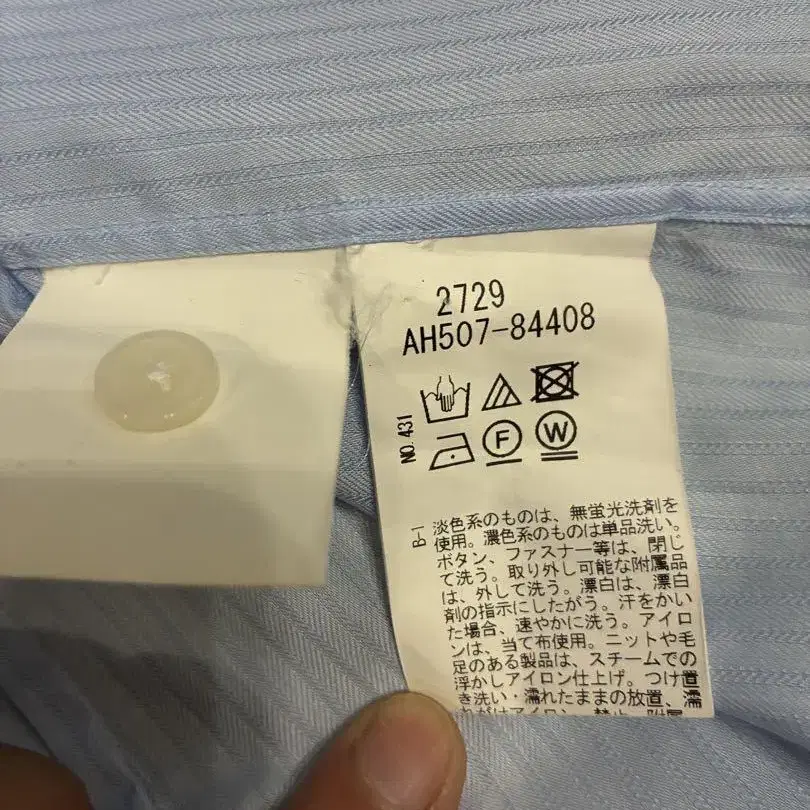 2729
AH507-84408
NO.431
F
W
B-1
淡色系のものは、無蛍光洗剤を
使用。濃色系のものは単品洗い。
ボタン、ファスナー等は、閉じ
て洗う。取り外し可能な附属品
は、外して洗う。漂白は、漂白
剤の指示にしたがう。汗をかい
た場合、速やかに洗う。アイロ
ンは、当て布使用。ニットや毛
足のある製品は、スチームでの
浮かしアイロン仕上げ。つけ置
き洗い・濡れたままの放置、濡